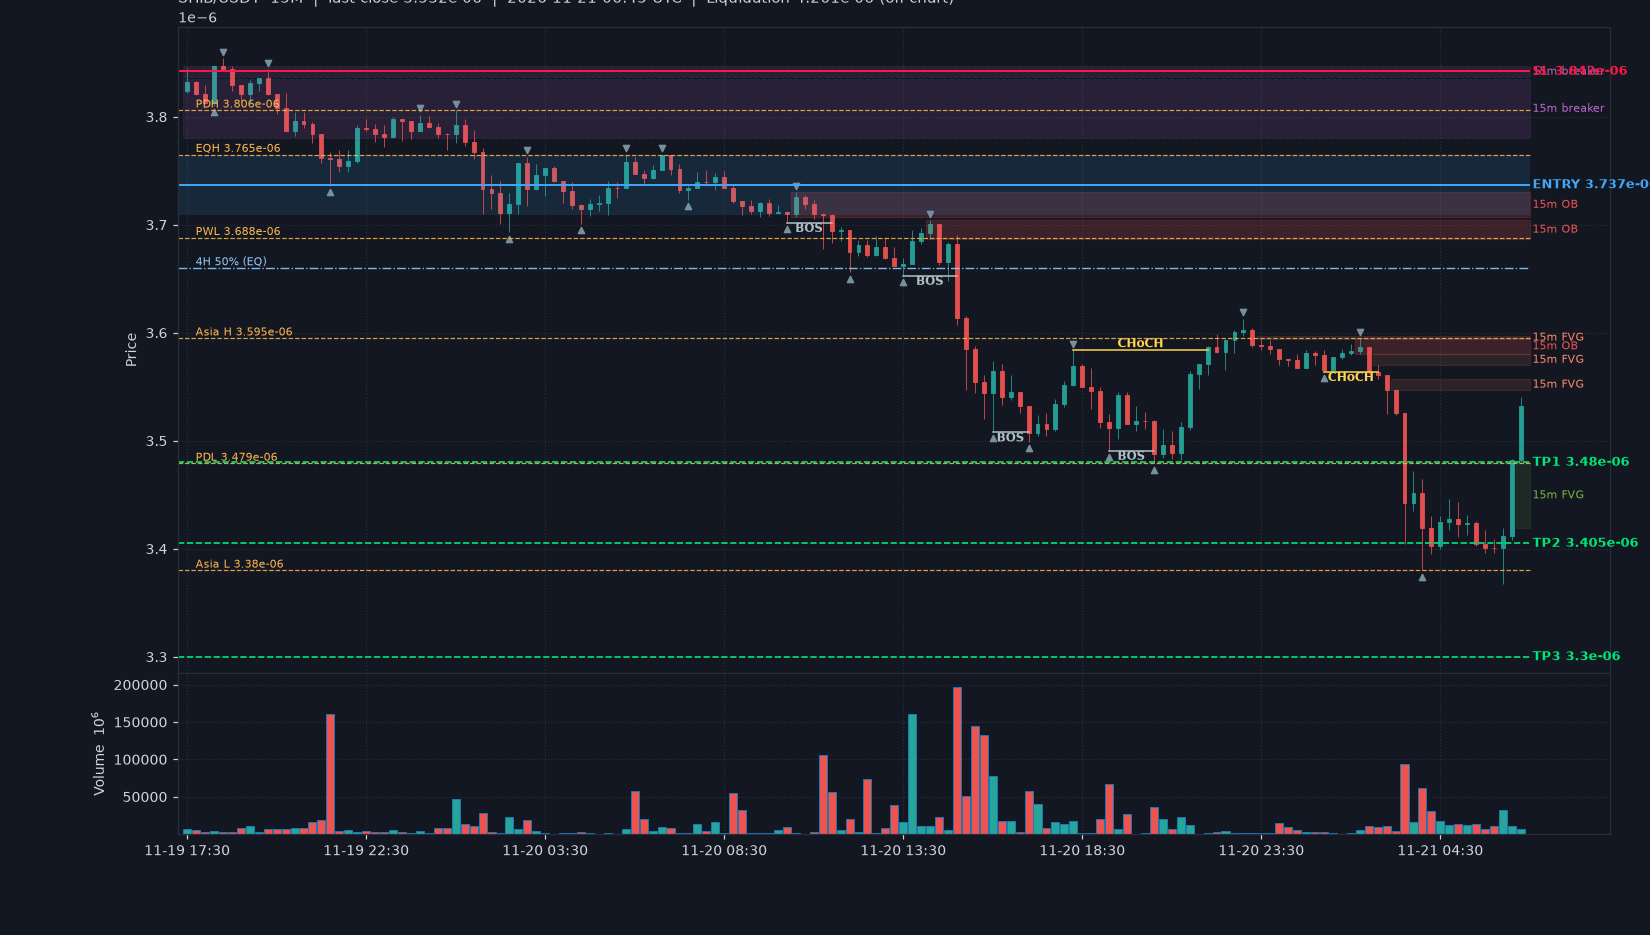 1e−6
SL 3.842e-06
PDH 3.806e-06
15m breaker
3.8
EQH 3.765e-06
ENTRY 3.737e-0
15m OB
3.7
BOS
15m OB
PWL 3.688e-06
4H 50% (EQ)
BOS
Asia H 3.595e-06
15m FVG
3.6
CHoCH
15m OB
15m FVG
CHoCH
15m FVG
Price
3.5
BOS
BOS
PDL 3.479e-06
TP1 3.48e-06
15m FVG
3.4
TP2 3.405e-06
Asia L 3.38e-06
3.3
TP3 3.3e-06
200000
150000
100000
50000
Volume 10⁶
11-19 17:30
11-19 22:30
11-20 03:30
11-20 08:30
11-20 13:30
11-20 18:30
11-20 23:30
11-21 04:30